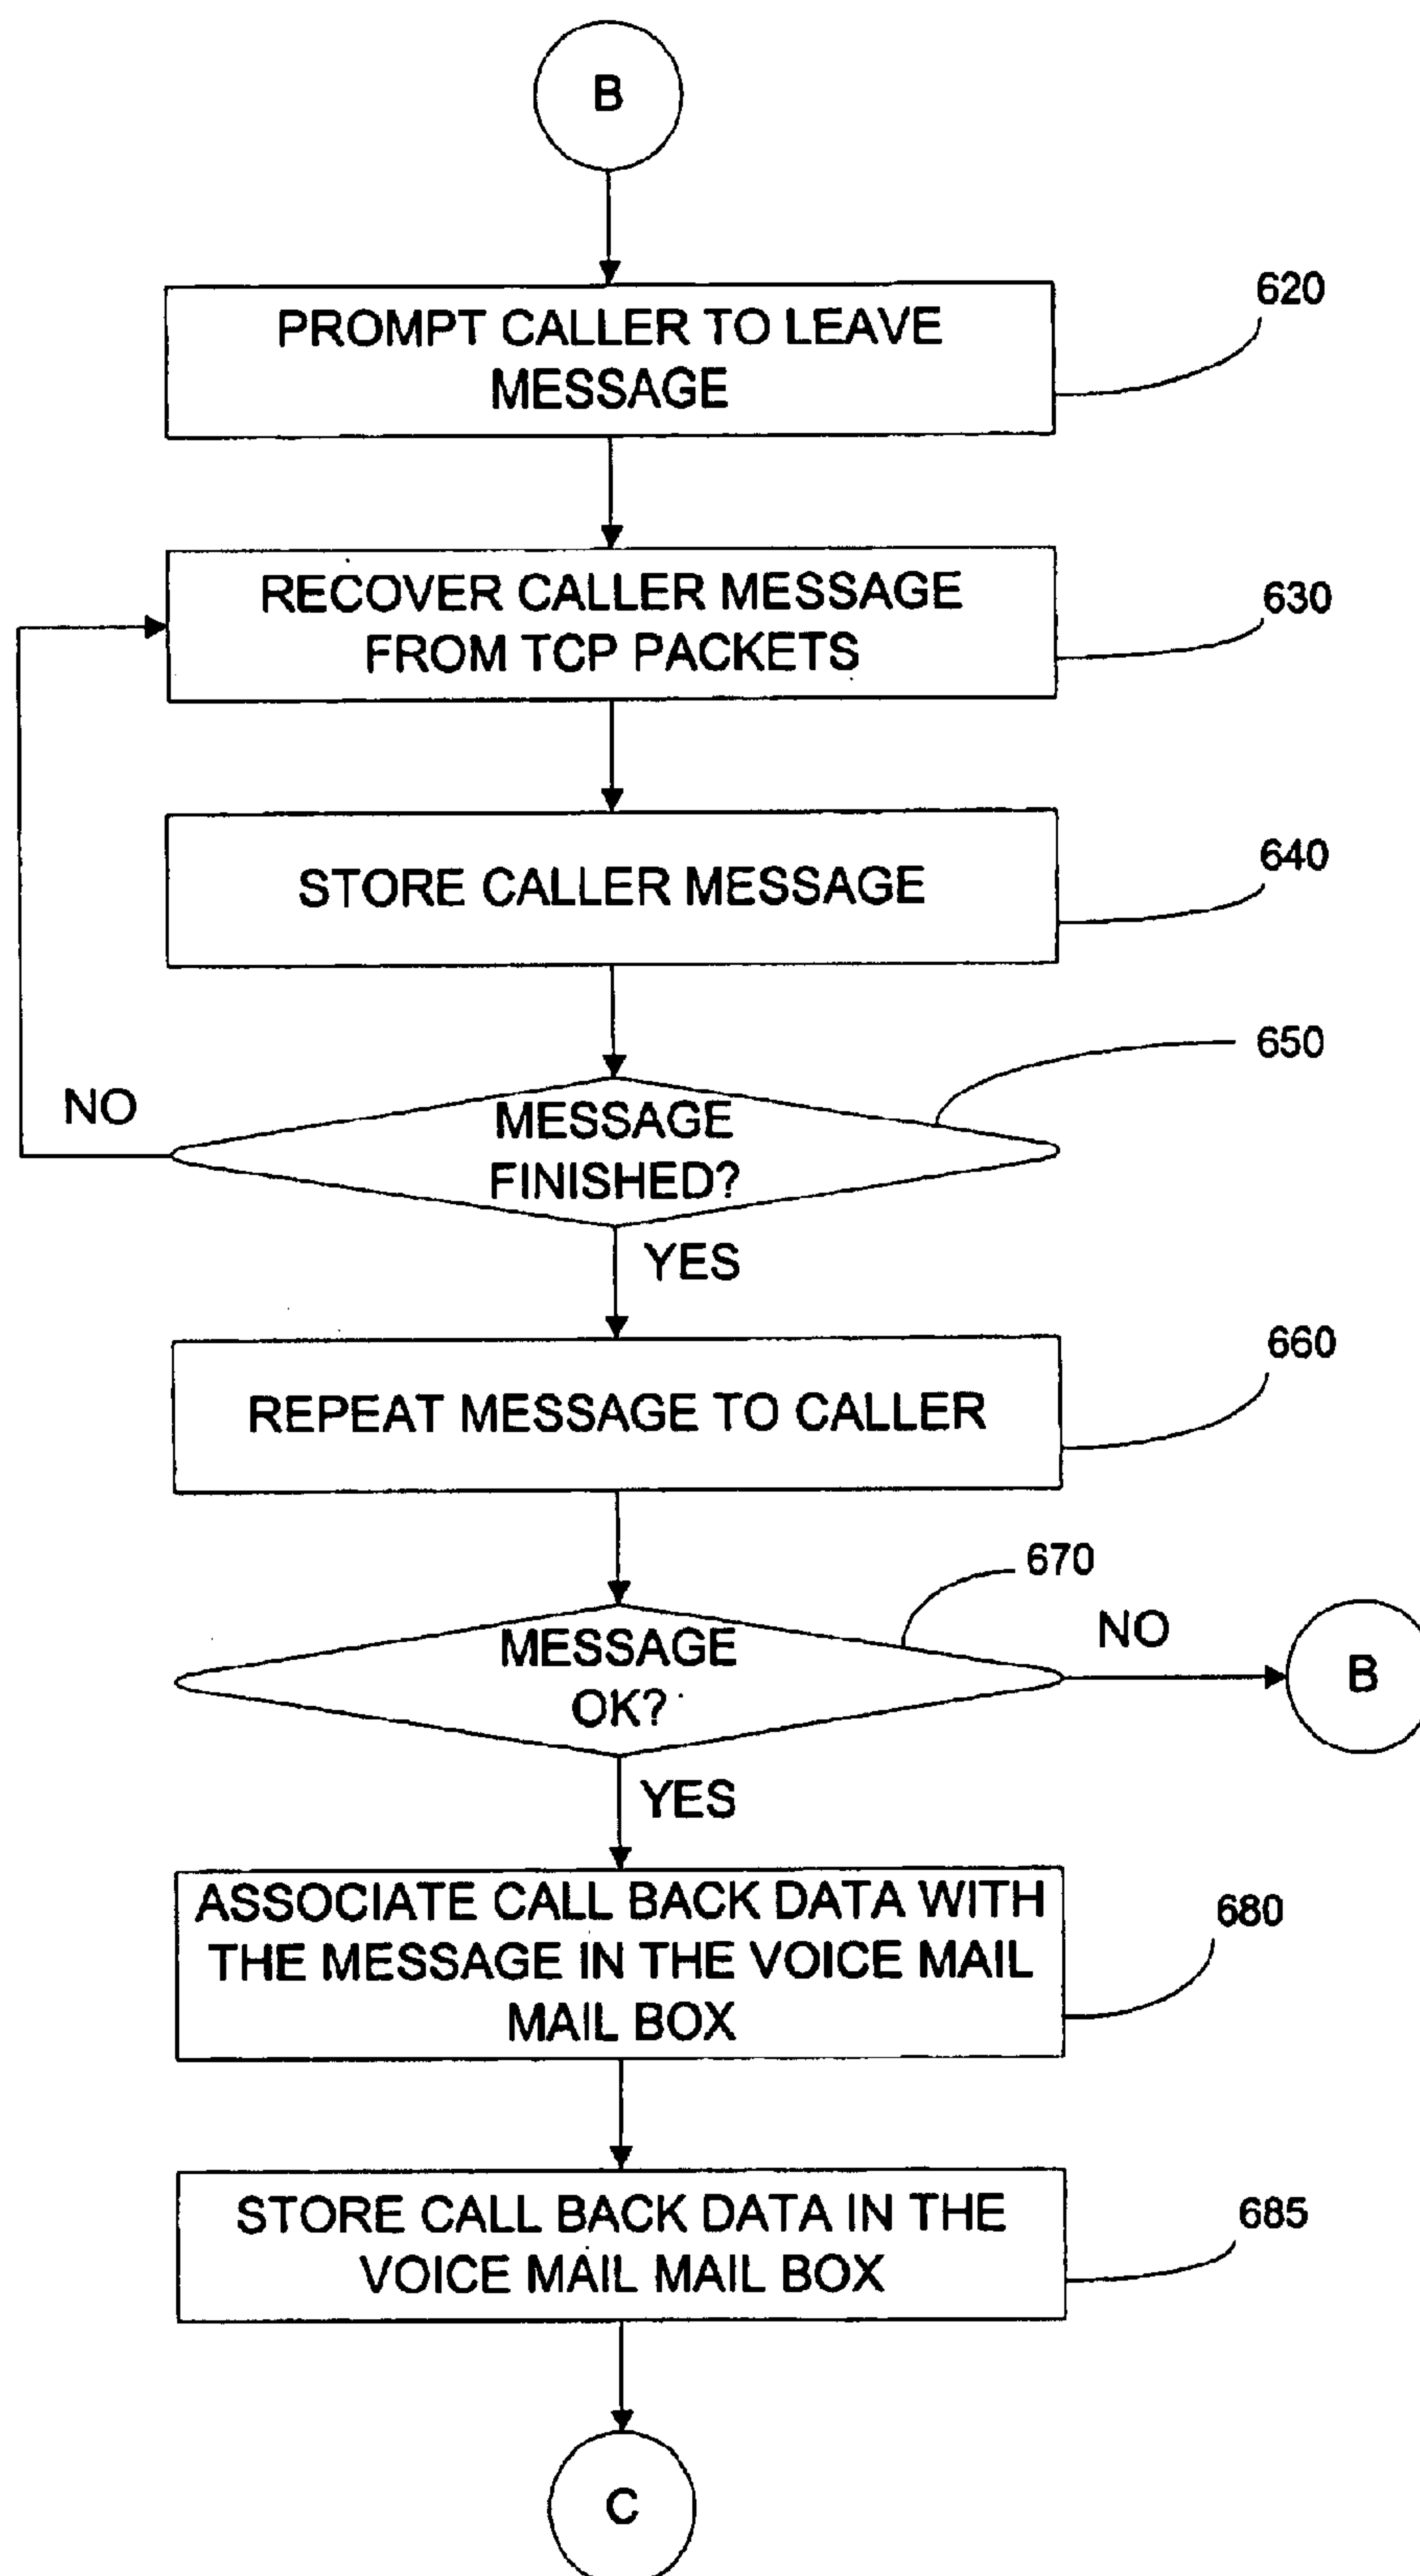 B
PROMPT CALLER TO LEAVE
MESSAGE
620
RECOVER CALLER MESSAGE
FROM TCP PACKETS
630
STORE CALLER MESSAGE
640
650
NO
MESSAGE
FINISHED?
YES
REPEAT MESSAGE TO CALLER
660
670
MESSAGE
OK?
NO
B
YES
ASSOCIATE CALL BACK DATA WITH
THE MESSAGE IN THE VOICE MAIL
MAIL BOX
680
STORE CALL BACK DATA IN THE
VOICE MAIL MAIL BOX
685
C